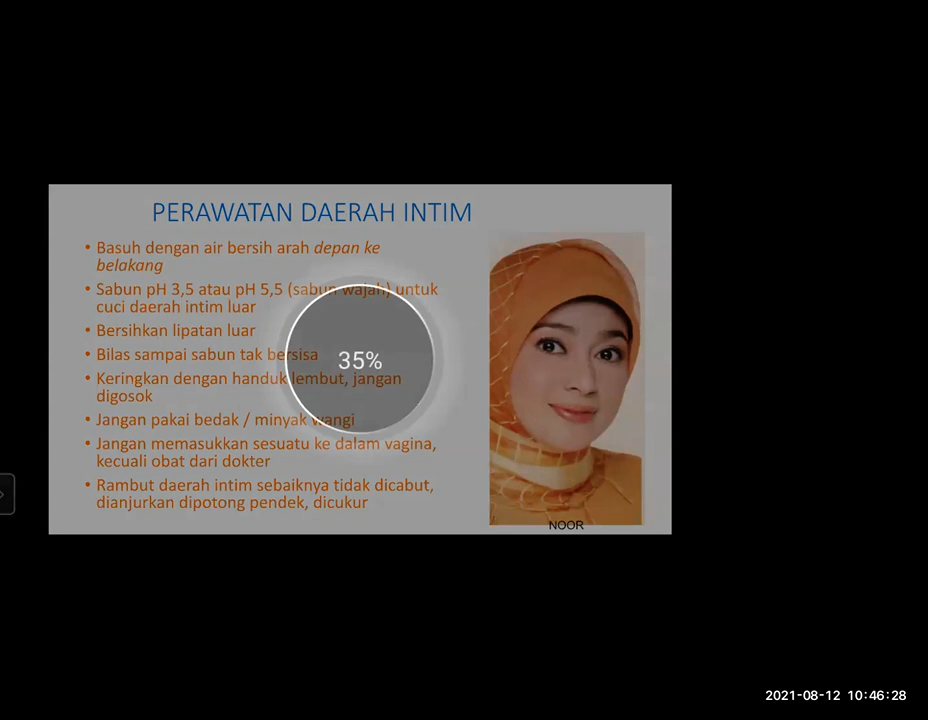 PERAWATAN DAERAH INTIM
• Basuh dengan air bersih arah depan ke
belakang
• Sabun pH 3,5 atau pH 5,5 (sabun wajah) untuk
cuci daerah intim luar
• Bersihkan lipatan luar
• Bilas sampai sabun tak bersisa
35%
• Keringkan dengan handuk lembut, jangan
digosok
• Jangan pakai bedak / minyak wangi
• Jangan memasukkan sesuatu ke dalam vagina,
kecuali obat dari dokter
• Rambut daerah intim sebaiknya tidak dicabut,
dianjurkan dipotong pendek, dicukur
NOOR
2021-08-12 10:46:28